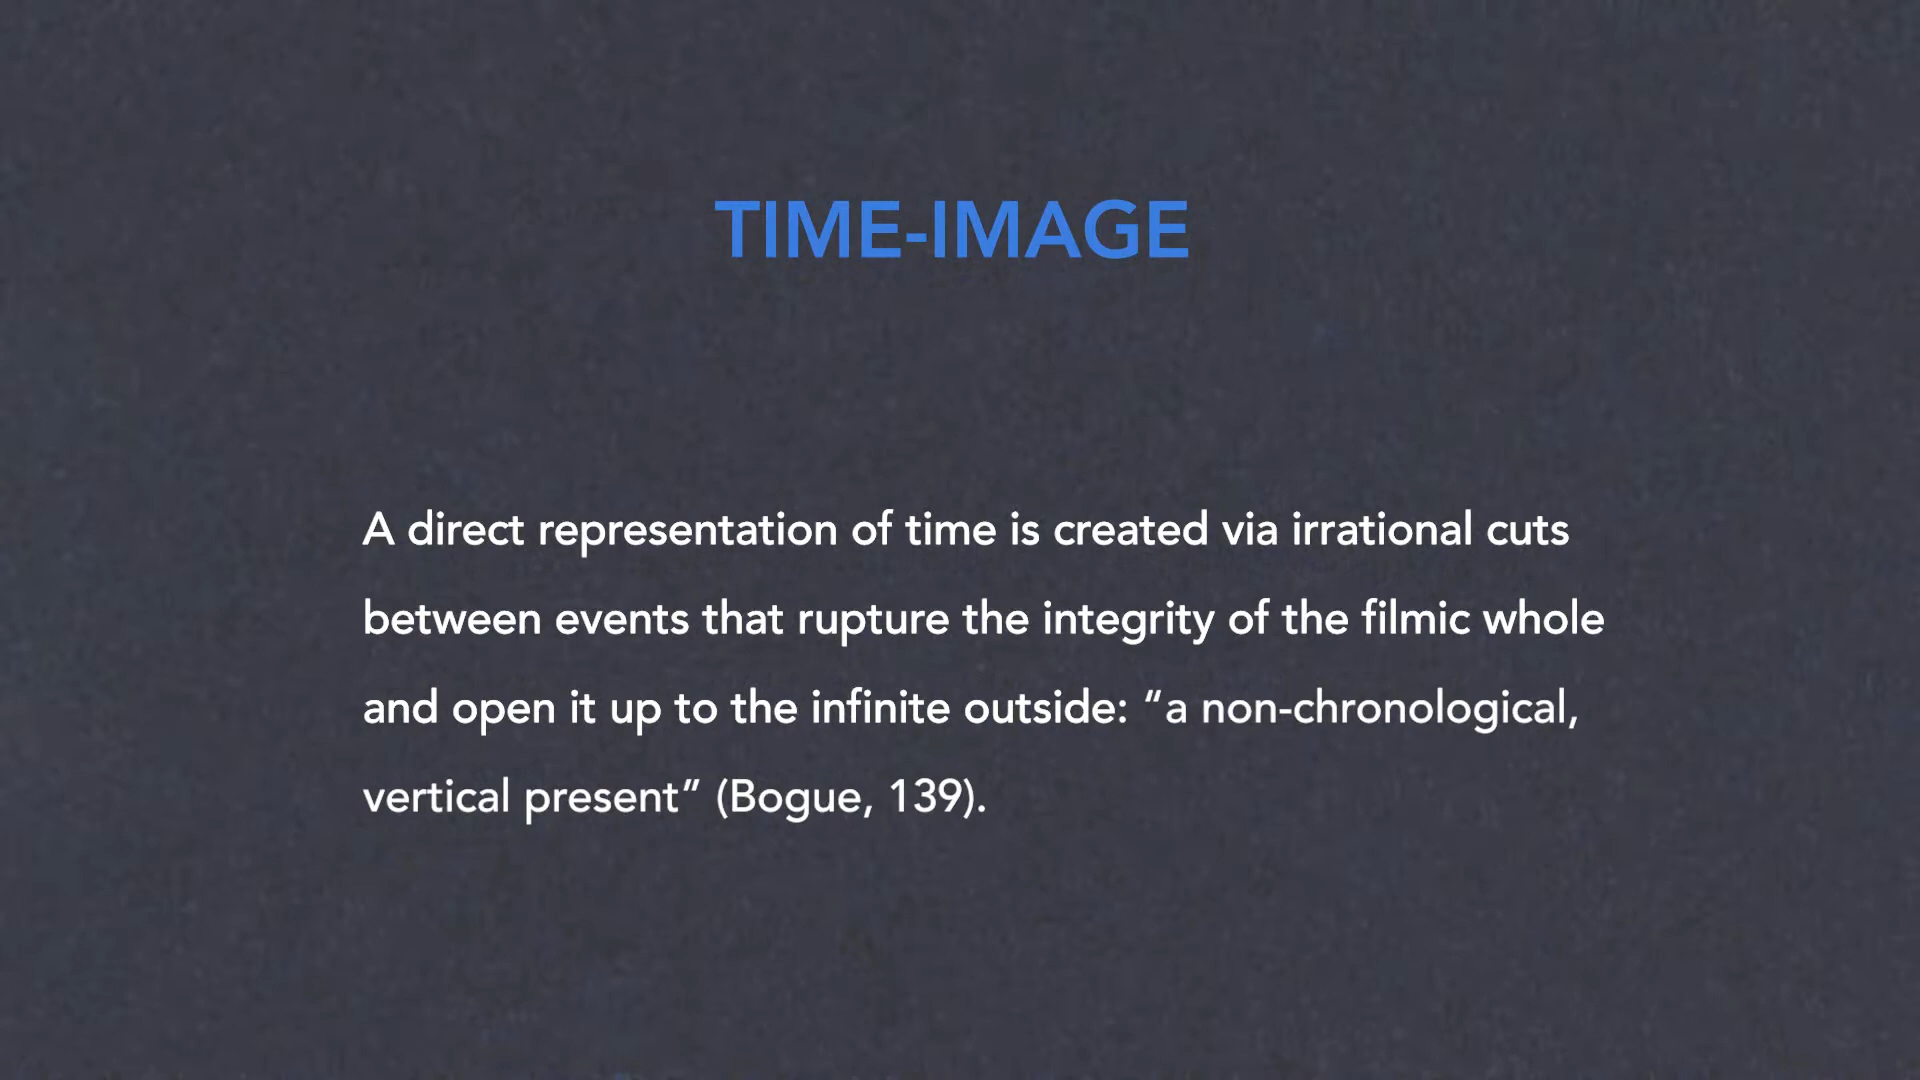 TIME-IMAGE
A direct representation of time is created via irrational cuts
between events that rupture the integrity of the filmic whole
and open it up to the infinite outside: “a non-chronological,
vertical present” (Bogue, 139).